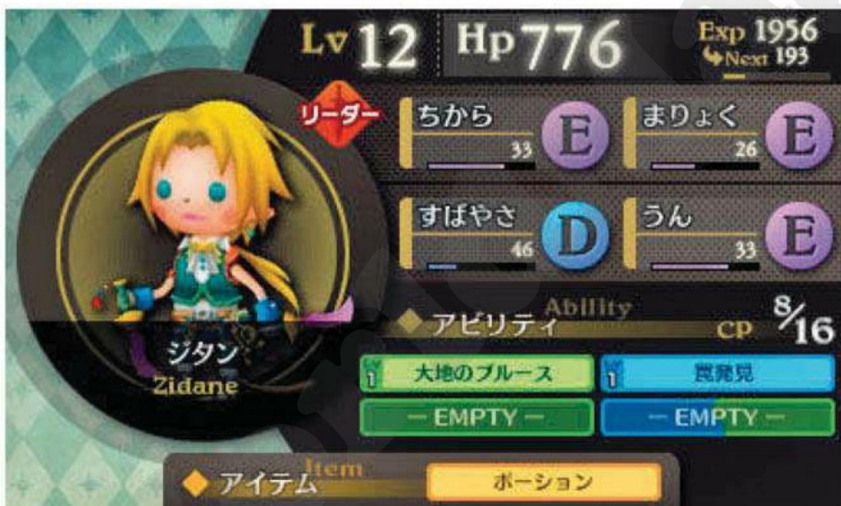 Lv 12 Hp 776 Exp 1956
Next 193
リーダー
ちから 33 E まりょく 26 E
すばやさ 46 D うん 33 E
アビリティ Ability CP 8/16
LV 1 大地のブルース LV 1 罠発見
- EMPTY - - EMPTY -
ジタン
Zidane
アイテム Item ポーション